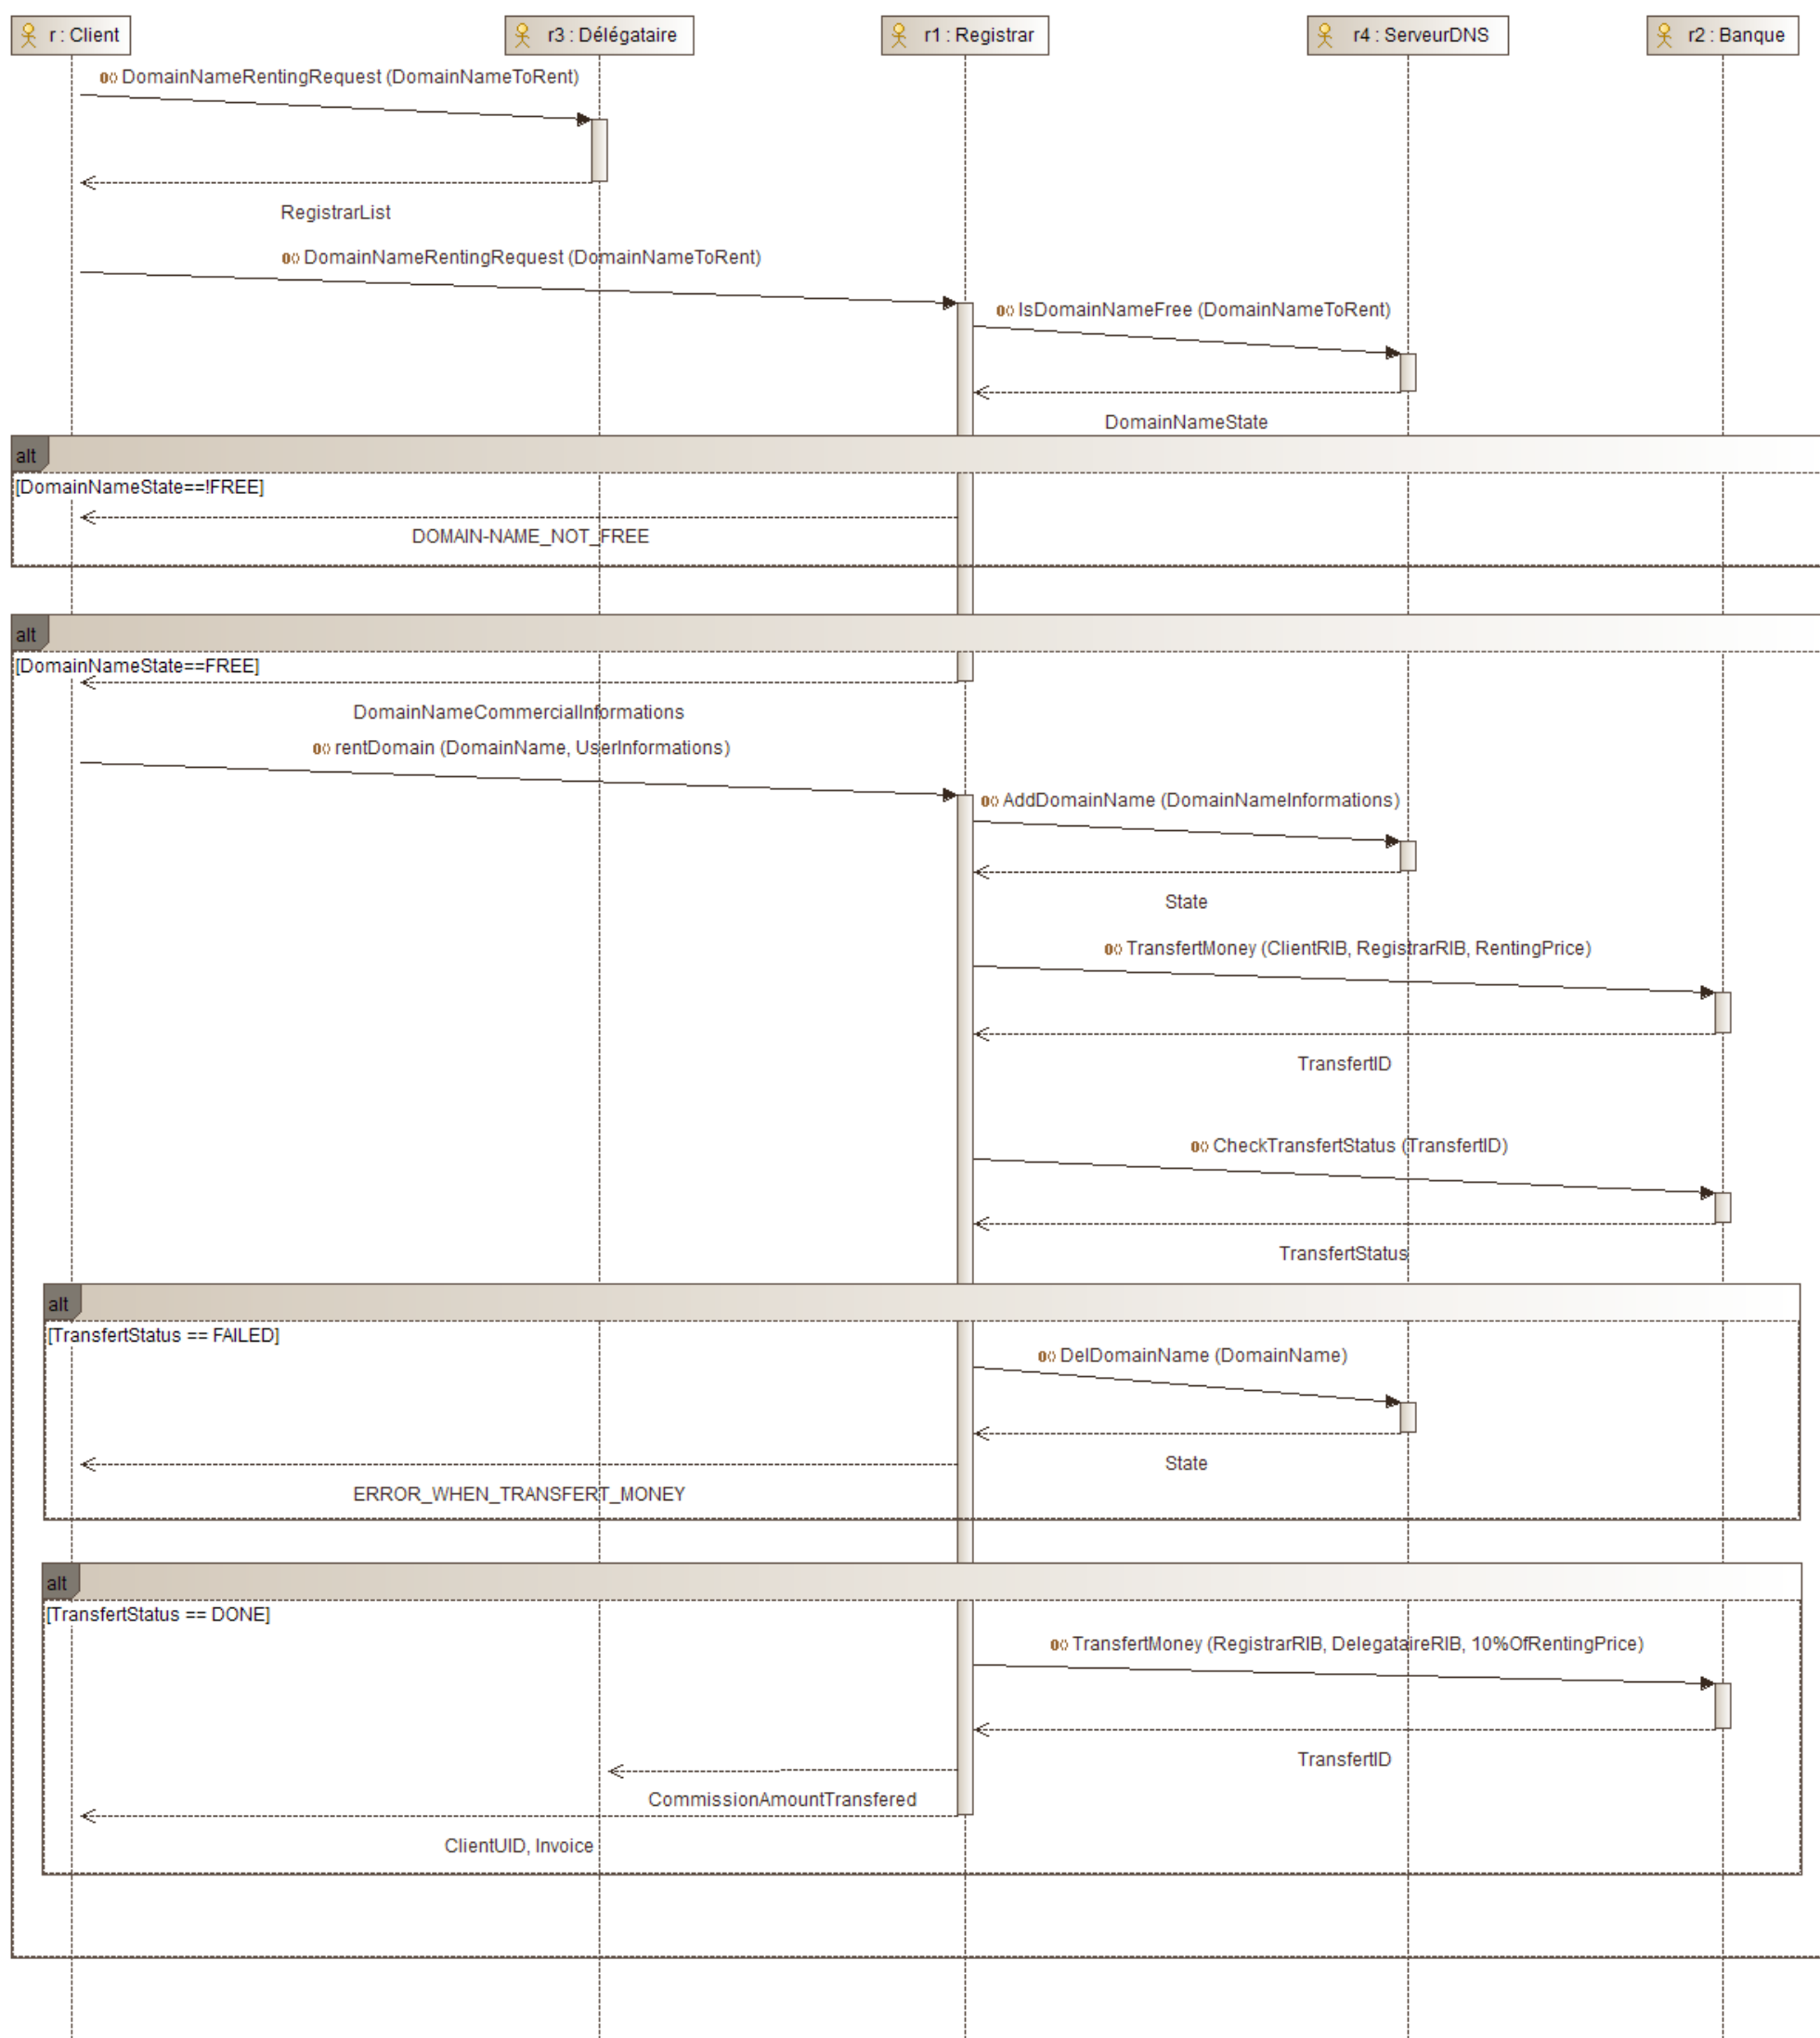 r : Client
r3 : Délégataire
r1 : Registrar
r4 : ServeurDNS
r2 : Banque
DomainNameRentingRequest (DomainNameToRent)
RegistrarList
DomainNameRentingRequest (DomainNameToRent)
IsDomainNameFree (DomainNameToRent)
DomainNameState
alt
[DomainNameState==!FREE]
DOMAIN-NAME_NOT_FREE
alt
[DomainNameState==FREE]
DomainNameCommercialInformations
rentDomain (DomainName, UserInformations)
AddDomainName (DomainNameInformations)
State
TransfertMoney (ClientRIB, RegistrarRIB, RentingPrice)
TransfertID
CheckTransfertStatus (TransfertID)
TransfertStatus
alt
[TransfertStatus == FAILED]
DelDomainName (DomainName)
State
ERROR_WHEN_TRANSFERT_MONEY
alt
[TransfertStatus == DONE]
TransfertMoney (RegistrarRIB, DelegataireRIB, 10%OfRentingPrice)
TransfertID
CommissionAmountTransfered
ClientUID, Invoice